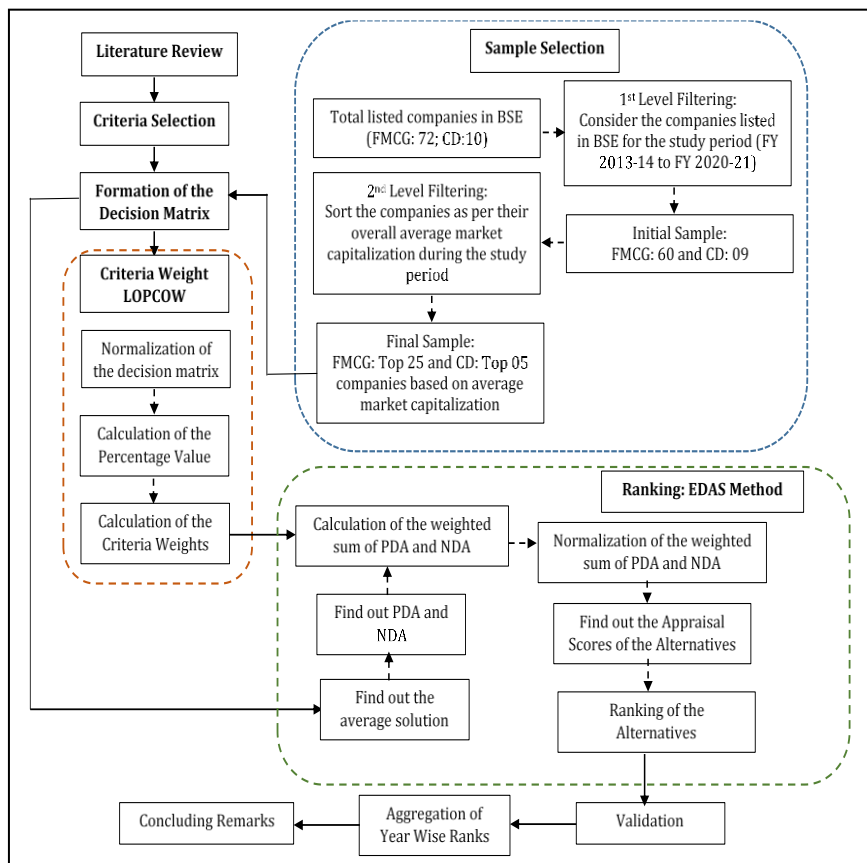 Literature Review
Criteria Selection
Formation of the
Decision Matrix
Criteria Weight
LOPCOW
Normalization of
the decision matrix
Calculation of the
Percentage Value
Calculation of the
Criteria Weights
Sample Selection
Total listed companies in BSE
(FMCG: 72; CD:10)
1st Level Filtering:
Consider the companies listed
in BSE for the study period (FY
2013-14 to FY 2020-21)
Initial Sample:
FMCG: 60 and CD: 09
2nd Level Filtering:
Sort the companies as per their
overall average market
capitalization during the study
period
Final Sample:
FMCG: Top 25 and CD: Top 05
companies based on average
market capitalization
Ranking: EDAS Method
Calculation of the weighted
sum of PDA and NDA
Find out PDA and
NDA
Find out the
average solution
Normalization of the weighted
sum of PDA and NDA
Find out the Appraisal
Scores of the Alternatives
Ranking of the
Alternatives
Validation
Aggregation of
Year Wise Ranks
Concluding Remarks